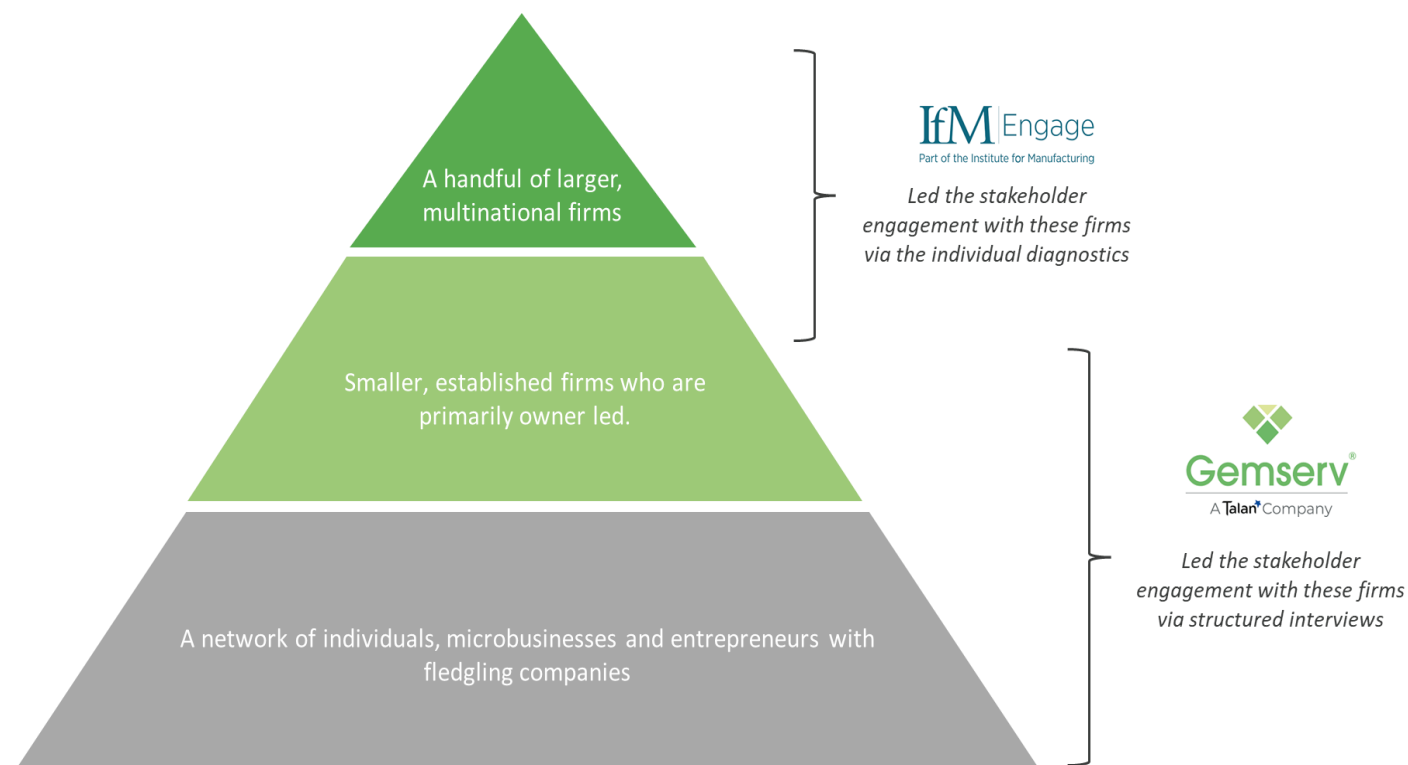 A handful of larger,
multinational firms
IfM Engage
Part of the Institute for Manufacturing
Led the stakeholder
engagement with these firms
via the individual diagnostics
Smaller, established firms who are
primarily owner led.
Gemserv®
A Talan Company
Led the stakeholder
engagement with these firms
via structured interviews
A network of individuals, microbusinesses and entrepreneurs with
fledgling companies